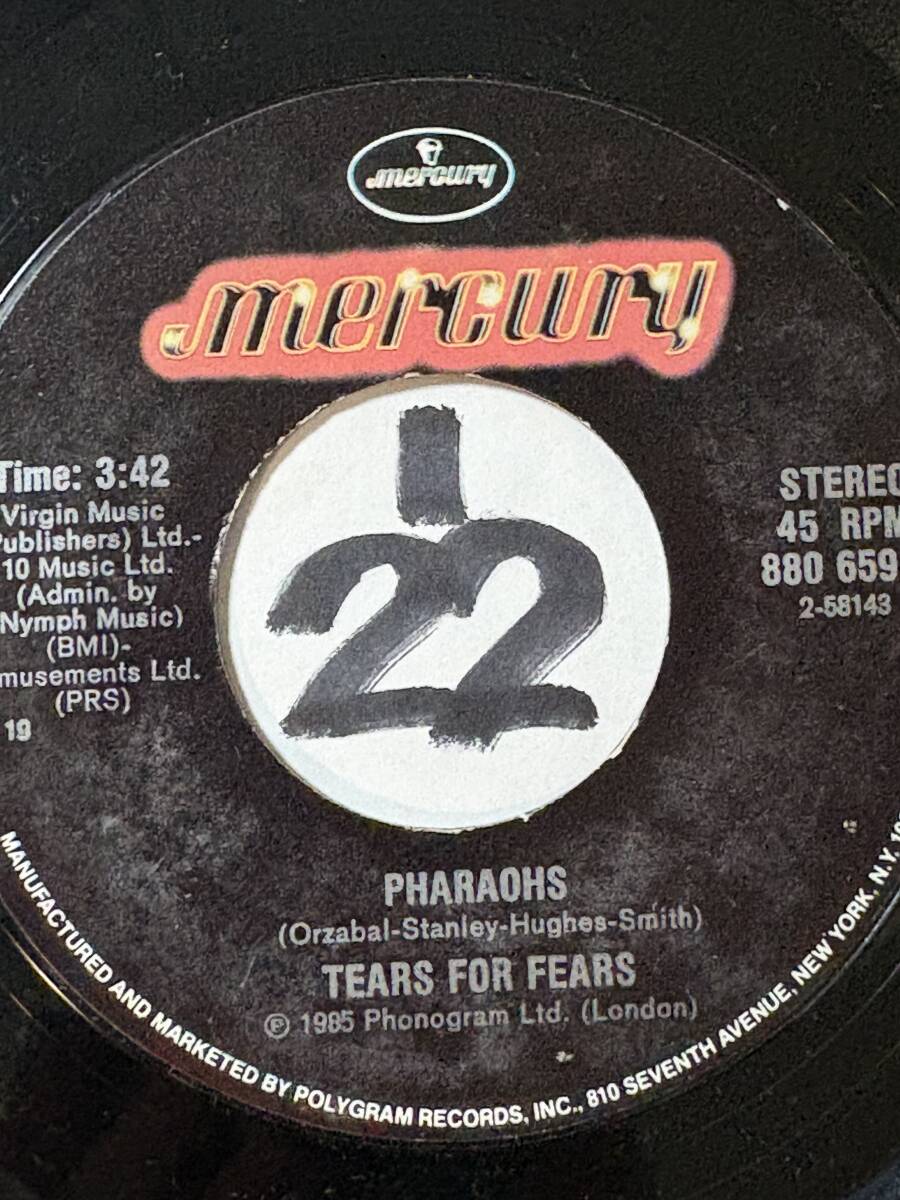 mercury
mercury
Time: 3:42
Virgin Music
Publishers) Ltd.-
10 Music Ltd.
(Admin. by
Nymph Music)
(BMI)-
musements Ltd.
(PRS)
19
1
22
STEREO
45 RPM
880 659
2-58143
PHARAOHS
(Orzabal-Stanley-Hughes-Smith)
TEARS FOR FEARS
℗ 1985 Phonogram Ltd. (London)
MANUFACTURED AND MARKETED BY POLYGRAM RECORDS, INC., 810 SEVENTH AVENUE, NEW YORK, N.Y.